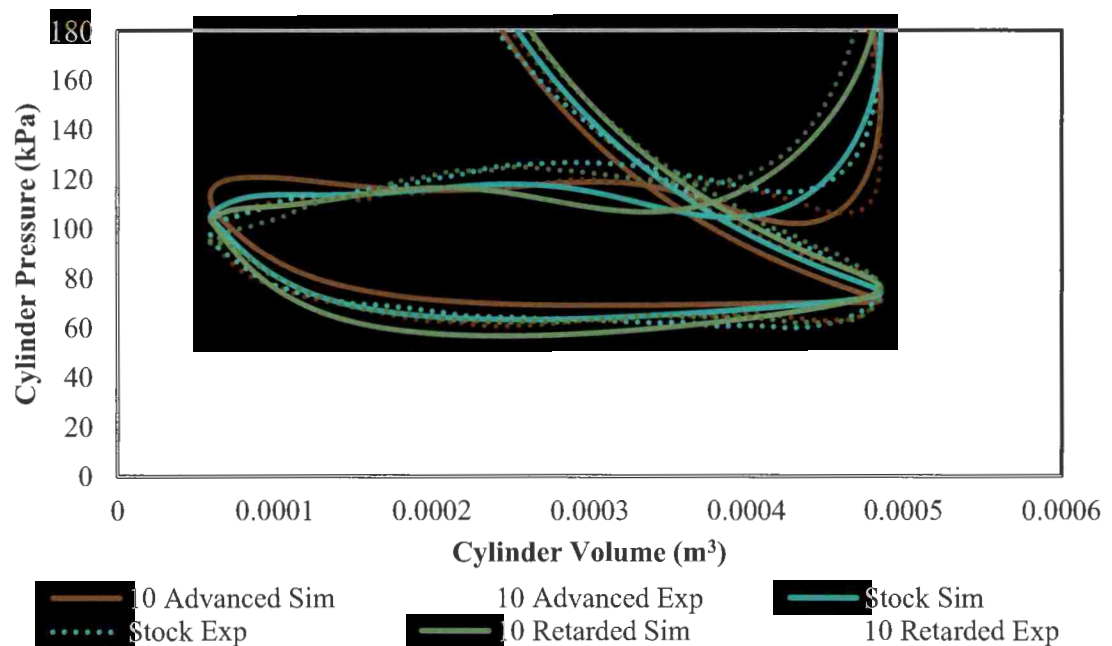 180
160
140
120
100
80
60
40
20
0
Cylinder Pressure (kPa)
0 0.0001 0.0002 0.0003 0.0004 0.0005 0.0006
Cylinder Volume (m³)
10 Advanced Sim 10 Advanced Exp Stock Sim
Stock Exp 10 Retarded Sim 10 Retarded Exp